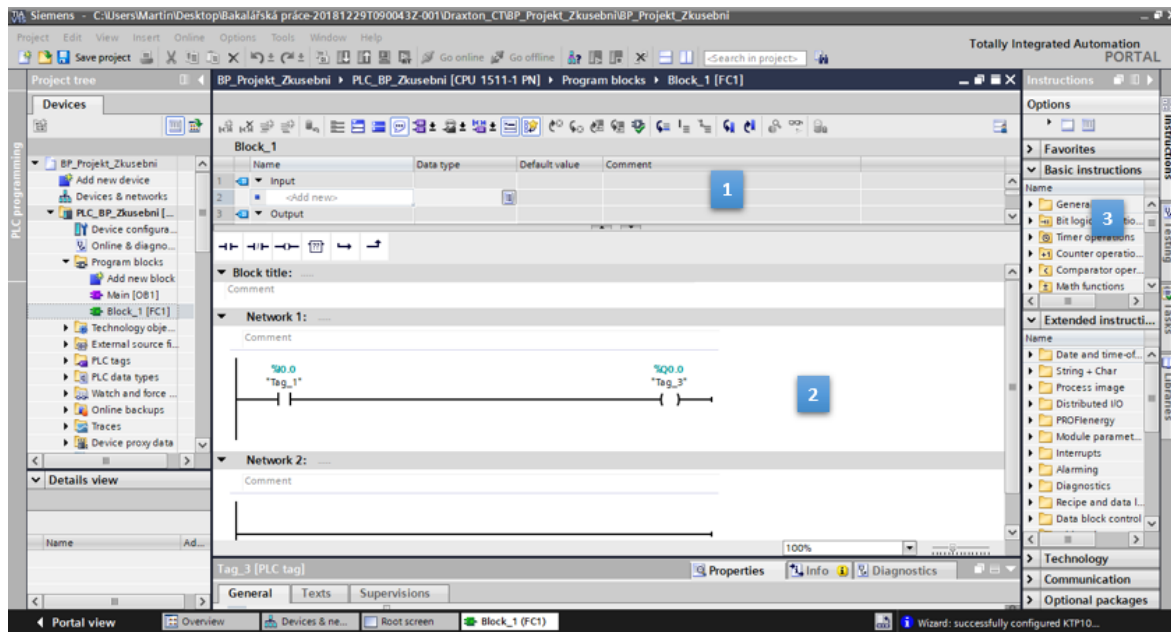 Siemens - C:\Users\Martin\Desktop\Bakalářská práce-20181229T090043Z-001\Draxton_CT\BP_Projekt_Zkusebni\BP_Projekt_Zkusebni
Project Edit View Insert Online Options Tools Window Help
Totally Integrated Automation
PORTAL
Save project
Go online
Go offline
<Search in project>
Project tree
BP_Projekt_Zkusebni ▸ PLC_BP_Zkusebni [CPU 1511-1 PN] ▸ Program blocks ▸ Block_1 [FC1]
Instructions
Devices
Options
PLC programming
BP_Projekt_Zkusebni
Add new device
Devices & networks
PLC_BP_Zkusebni [...
Device configura...
Online & diagno...
Program blocks
Add new block
Main [OB1]
Block_1 [FC1]
Technology obje...
External source fi...
PLC tags
PLC data types
Watch and force ...
Online backups
Traces
Device proxy data
Details view
Name Ad...
Block_1
Name Data type Default value Comment
1 Input
2 <Add new>
3 Output
1
Block title: ....
Comment
Network 1: ....
Comment
%I0.0
"Tag_1"
%Q0.0
"Tag_3"
2
Network 2: ....
Comment
100%
Tag_3 [PLC tag]
Properties
Info
Diagnostics
General Texts Supervisions
Favorites
Basic instructions
Name
General
Timer operations
Counter operatio...
Comparator oper...
Math functions
3
Extended instructi...
Name
Date and time-of...
String + Char
Process image
Distributed I/O
PROFIenergy
Module paramet...
Interrupts
Alarming
Diagnostics
Recipe and data l...
Data block control
Technology
Communication
Optional packages
Instructions
Testing
Tasks
Libraries
Portal view
Overview
Devices & ne...
Root screen
Block_1 (FC1)
Wizard: successfully configured KTP10...